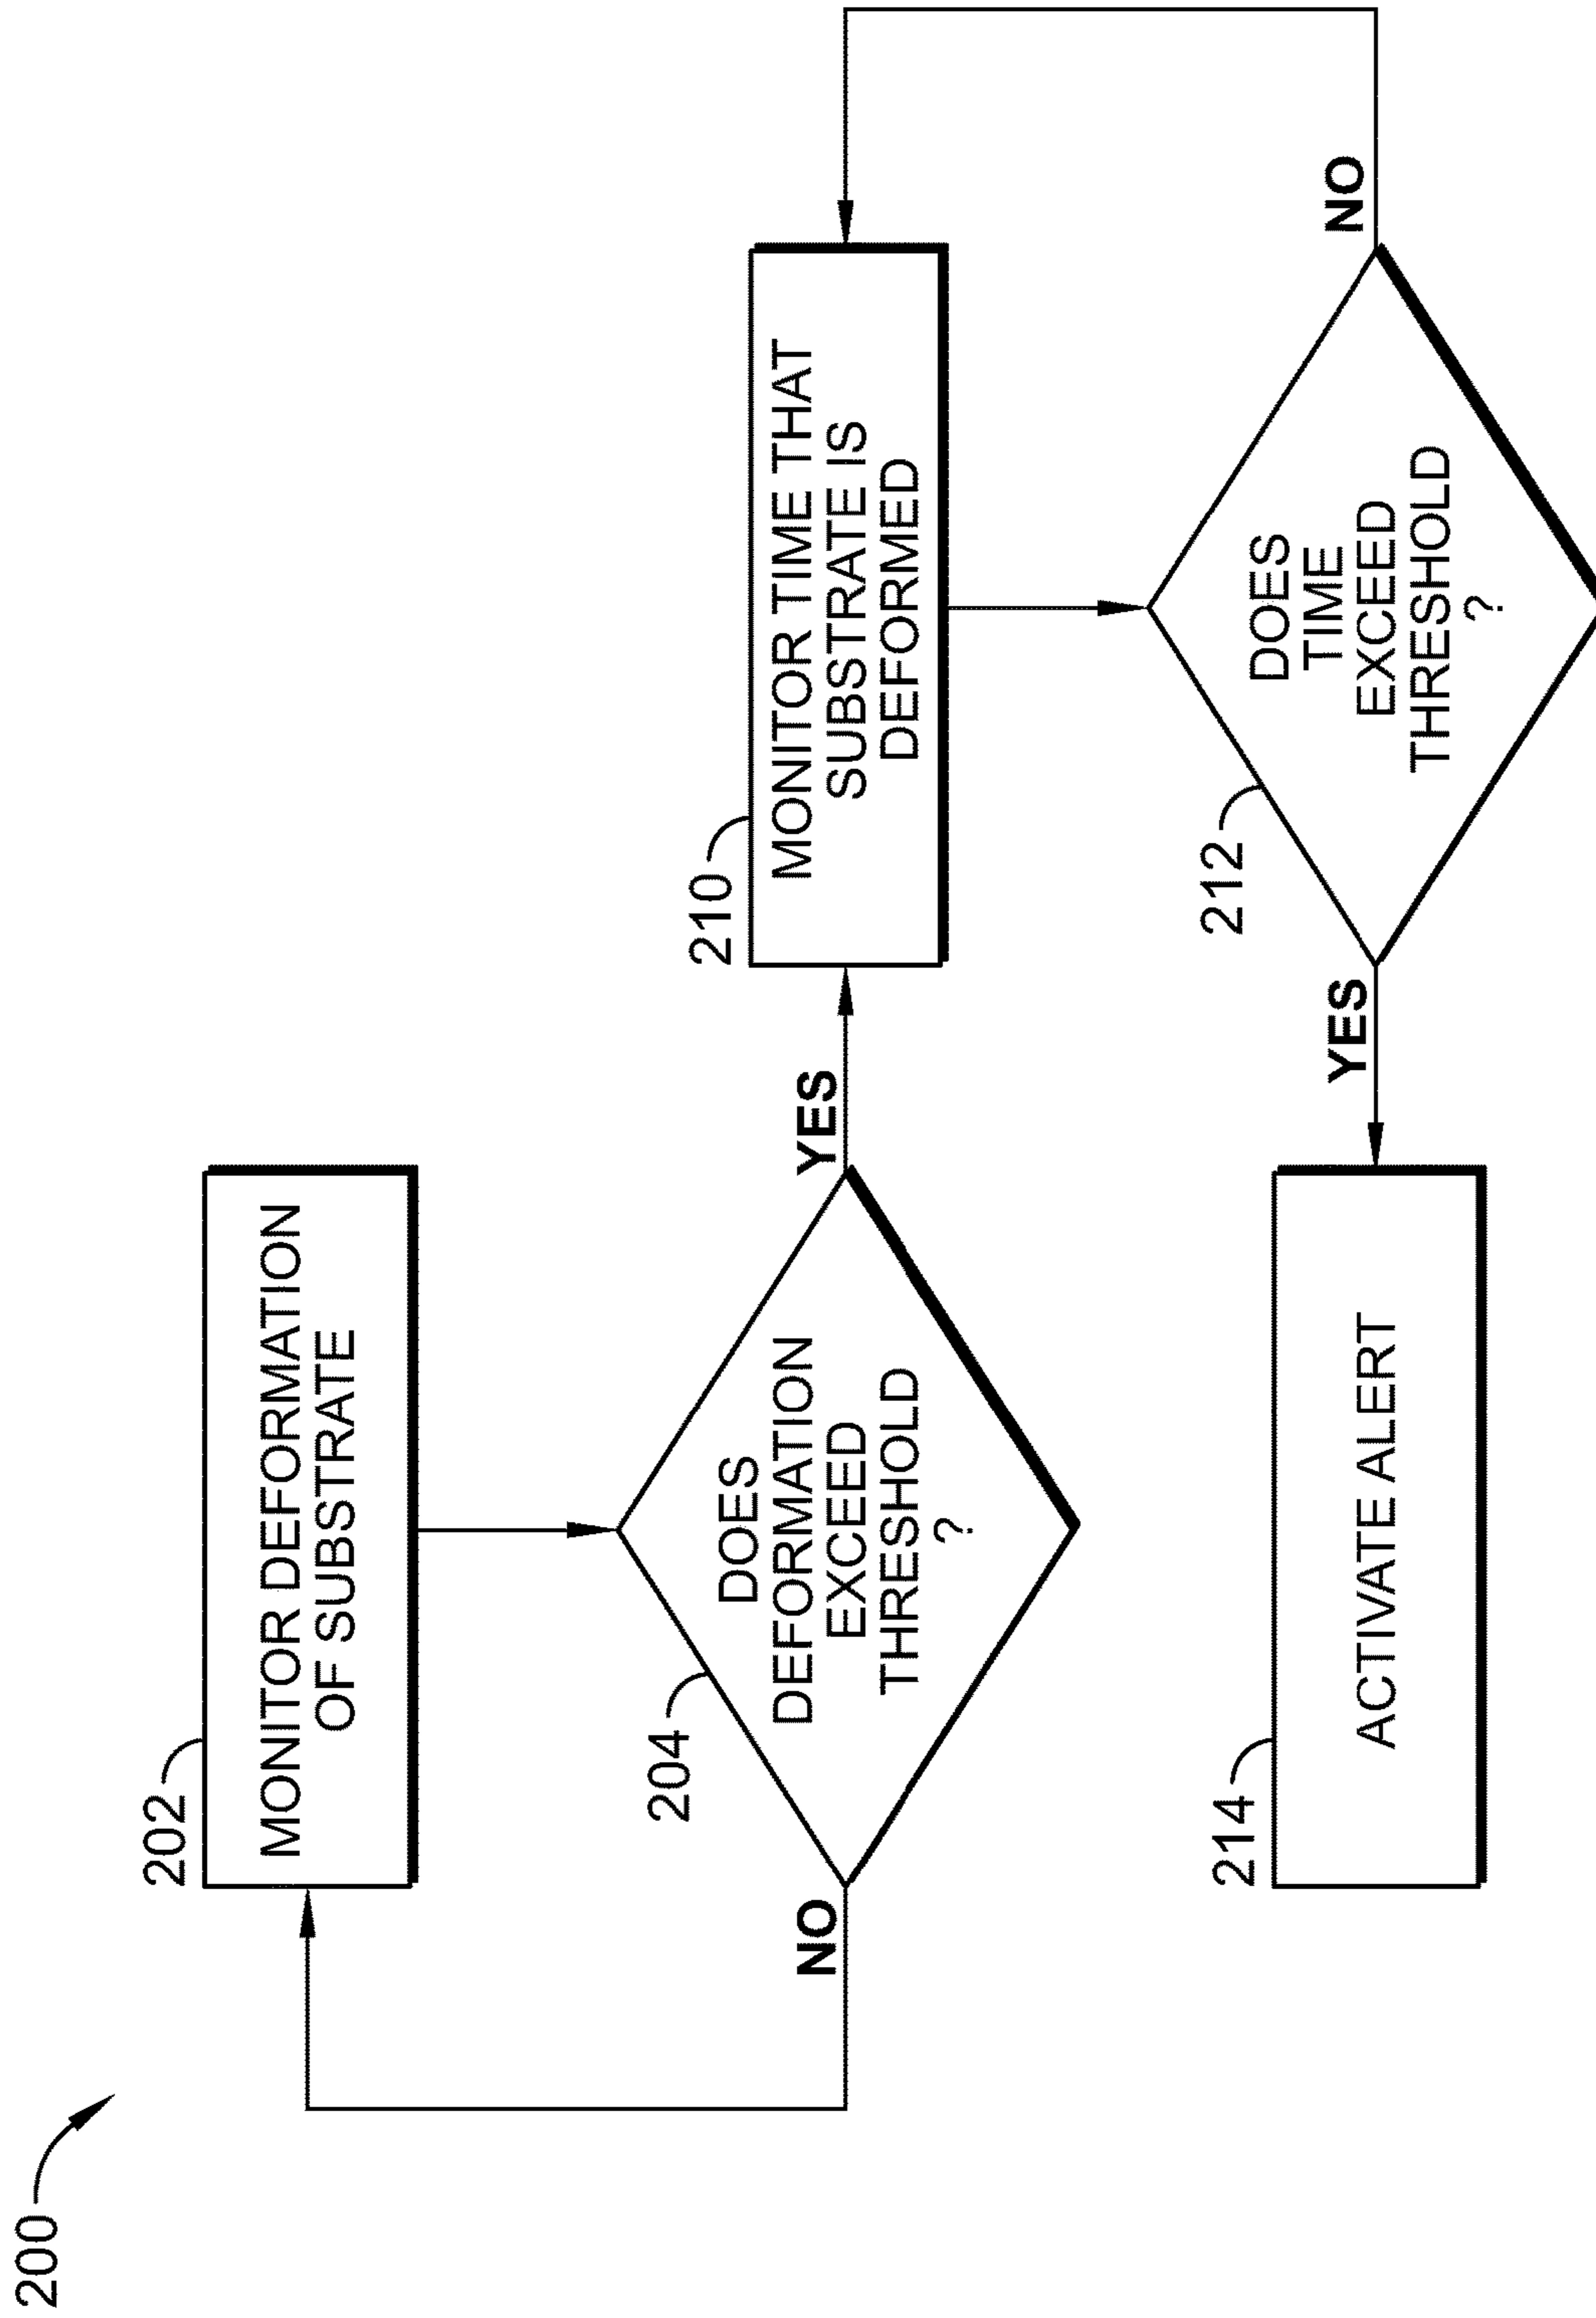 200
202
MONITOR DEFORMATION
OF SUBSTRATE
204
DOES
DEFORMATION
EXCEED
THRESHOLD
?
NO
YES
210
MONITOR TIME THAT
SUBSTRATE IS
DEFORMED
212
DOES
TIME
EXCEED
THRESHOLD
?
NO
YES
214
ACTIVATE ALERT